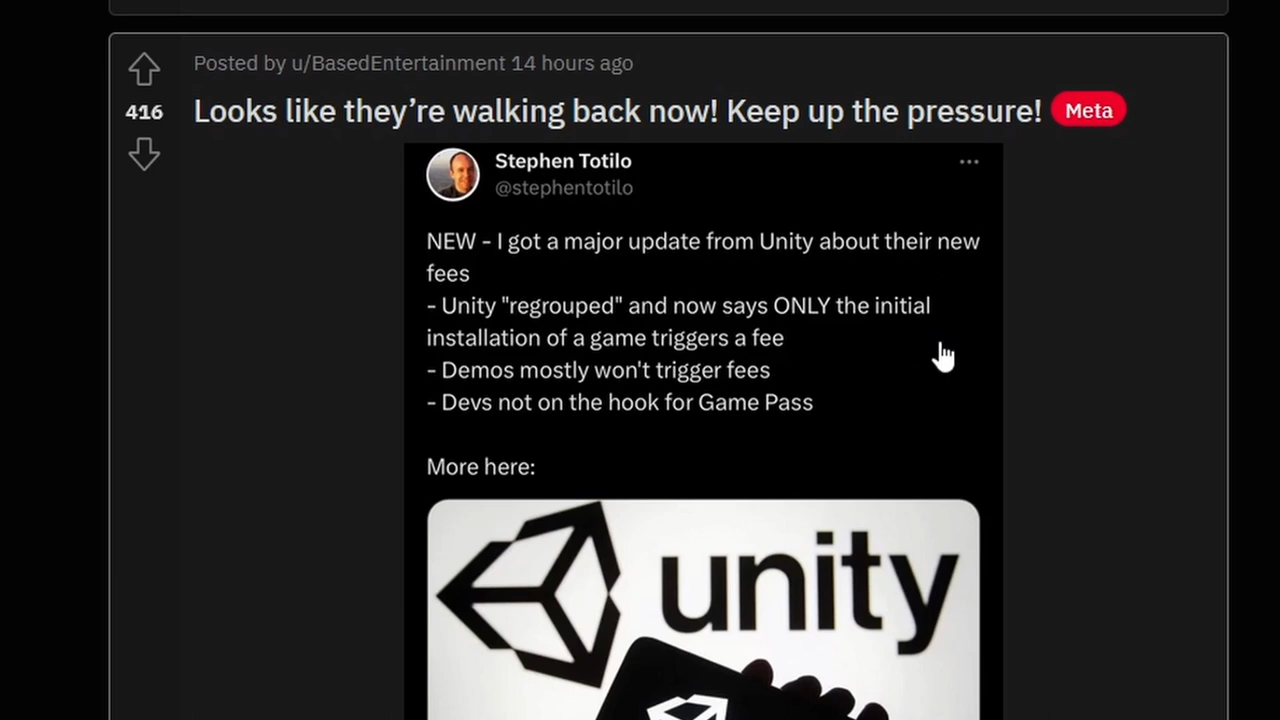 Posted by u/BasedEntertainment 14 hours ago
416
Looks like they’re walking back now! Keep up the pressure! Meta
Stephen Totilo
@stephentotilo
NEW - I got a major update from Unity about their new
fees
- Unity "regrouped" and now says ONLY the initial
installation of a game triggers a fee
- Demos mostly won't trigger fees
- Devs not on the hook for Game Pass
More here:
unity